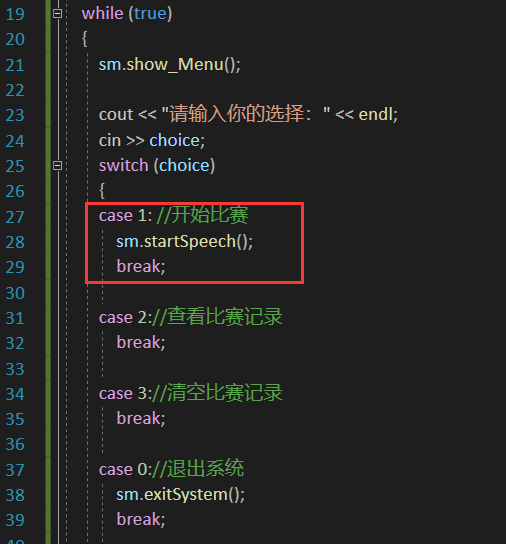 19 while (true)
20 {
21 sm.show_Menu();
22
23 cout << "请输入你的选择：" << endl;
24 cin >> choice;
25 switch (choice)
26 {
27 case 1: //开始比赛
28 sm.startSpeech();
29 break;
30
31 case 2://查看比赛记录
32 break;
33
34 case 3://清空比赛记录
35 break;
36
37 case 0://退出系统
38 sm.exitSystem();
39 break;